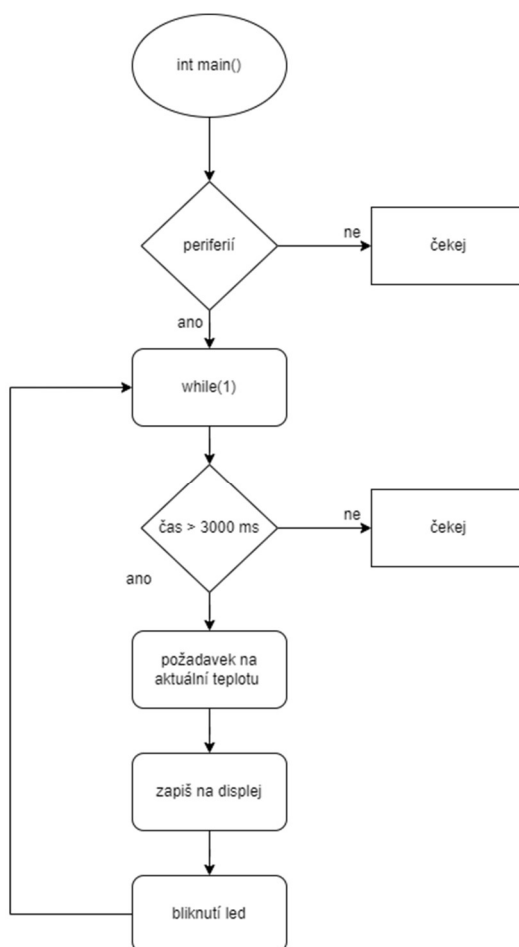 int main()
periferií
ne
čekej
ano
while(1)
čas > 3000 ms
ne
čekej
ano
požadavek na
aktuální teplotu
zapiš na displej
bliknutí led